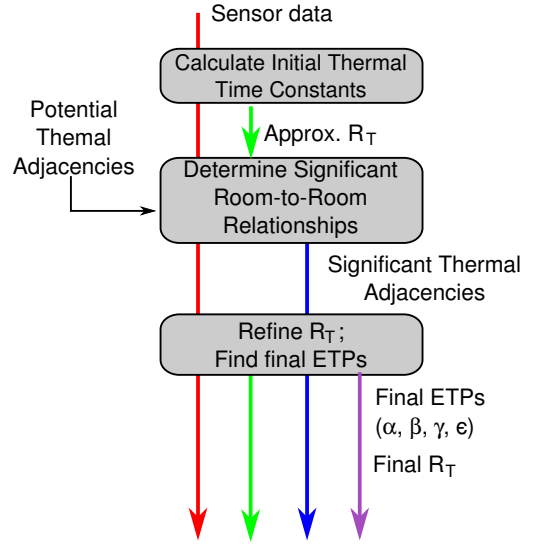 Sensor data
Calculate Initial Thermal
Time Constants
Potential
Themal
Adjacencies
Approx. R_T
Determine Significant
Room-to-Room
Relationships
Significant Thermal
Adjacencies
Refine R_T;
Find final ETPs
Final ETPs
(α, β, γ, ϵ)
Final R_T